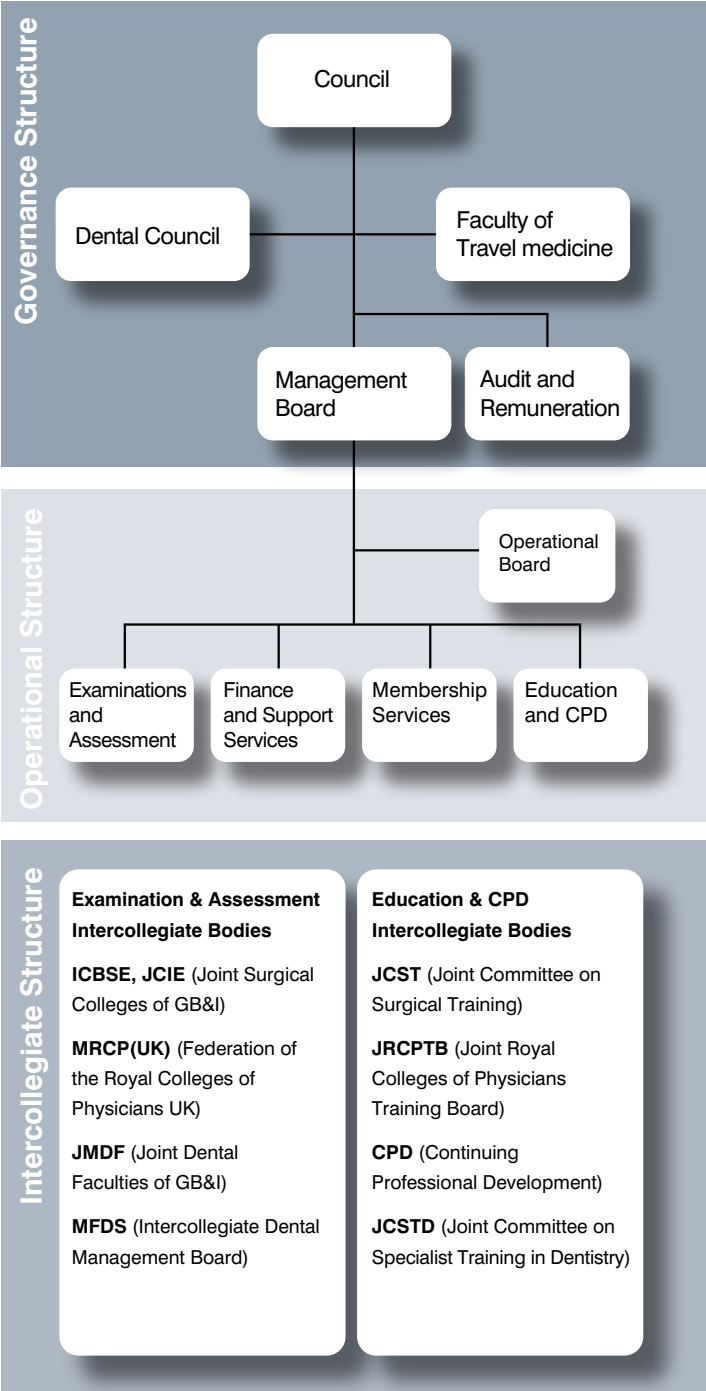 Governance Structure
Council
Dental Council
Faculty of
Travel medicine
Management
Board
Audit and
Remuneration
Operational Structure
Operational
Board
Examinations
and
Assessment
Finance
and Support
Services
Membership
Services
Education
and CPD
Intercollegiate Structure
Examination & Assessment
Intercollegiate Bodies
ICBSE, JCIE (Joint Surgical
Colleges of GB&I)
MRCP(UK) (Federation of
the Royal Colleges of
Physicians UK)
JMDF (Joint Dental
Faculties of GB&I)
MFDS (Intercollegiate Dental
Management Board)
Education & CPD
Intercollegiate Bodies
JCST (Joint Committee on
Surgical Training)
JRCPTB (Joint Royal
Colleges of Physicians
Training Board)
CPD (Continuing
Professional Development)
JCSTD (Joint Committee on
Specialist Training in Dentistry)